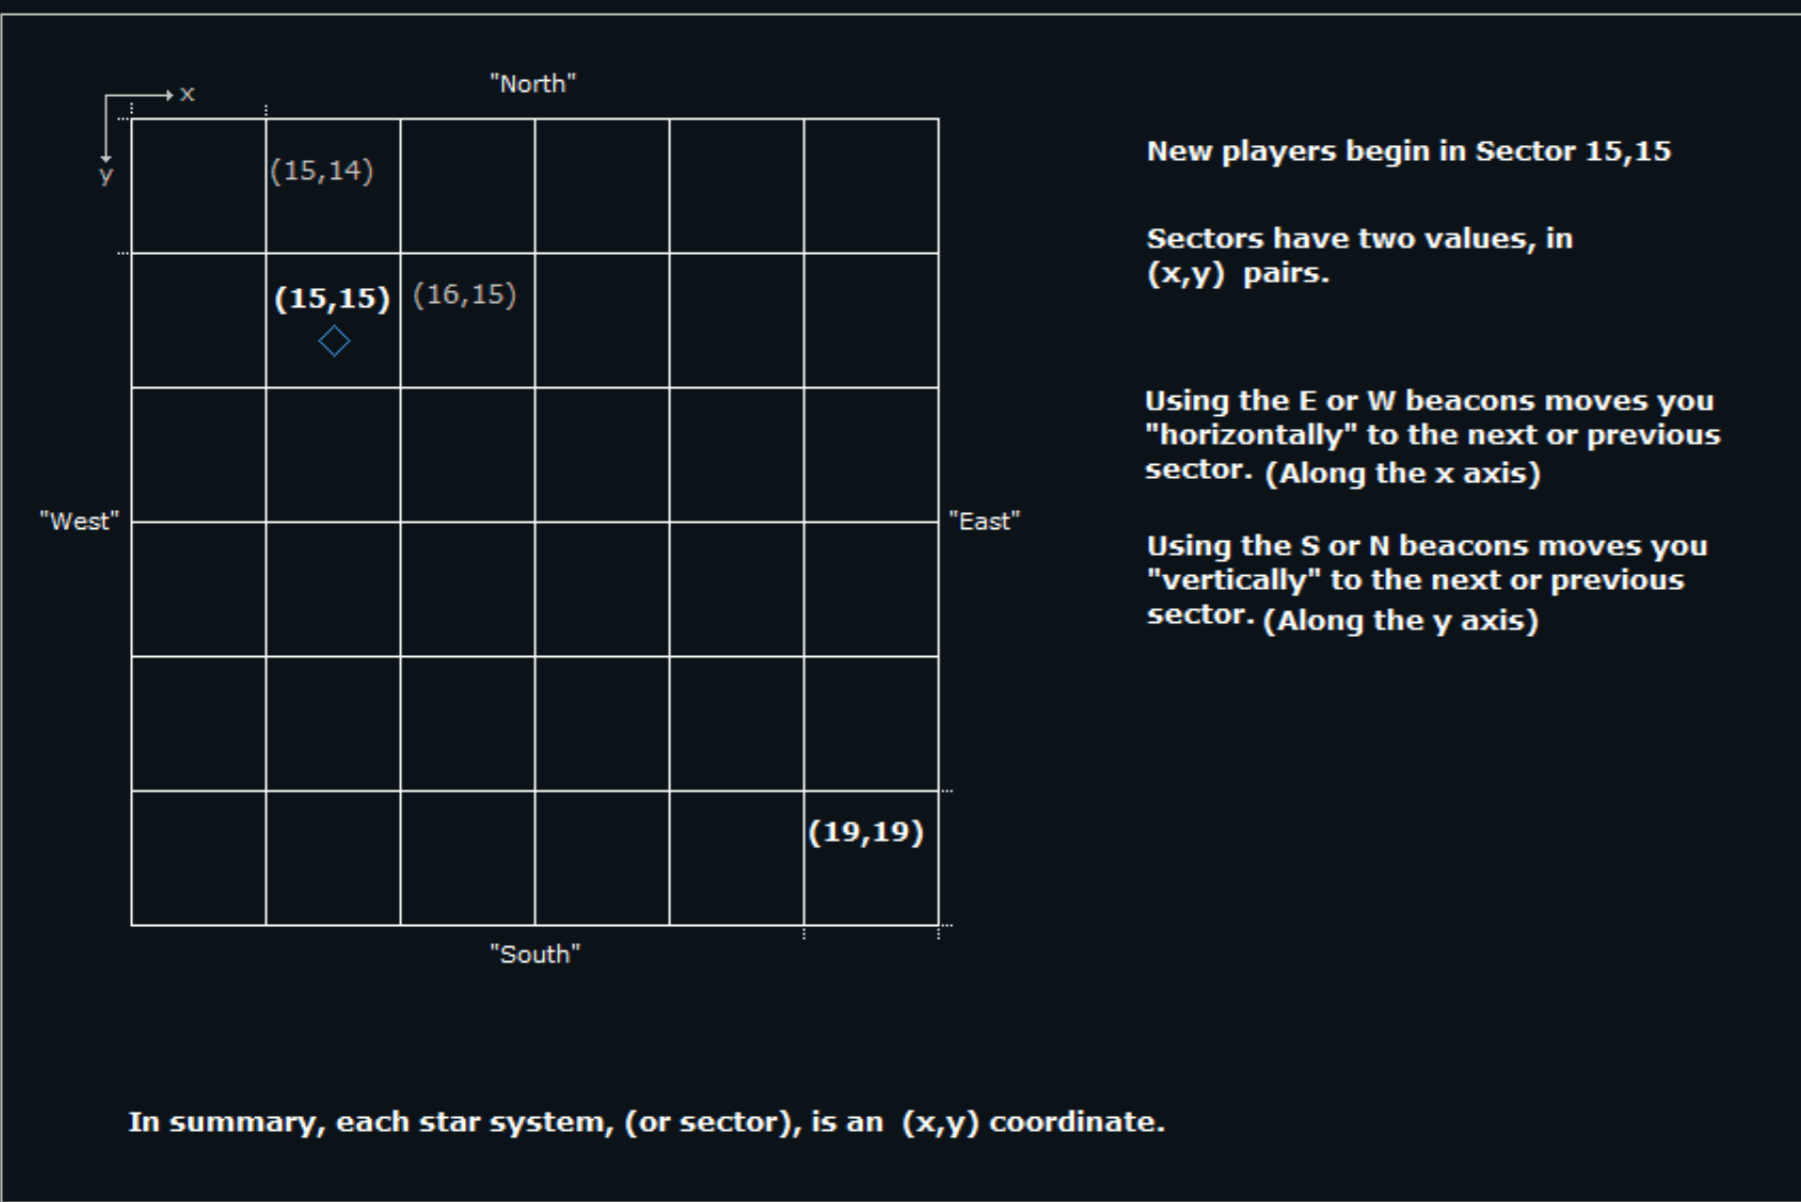 "North"
x
y
(15,14)
(15,15)
(16,15)
"West"
"East"
(19,19)
"South"
New players begin in Sector 15,15
Sectors have two values, in
(x,y)  pairs.
Using the E or W beacons moves you
"horizontally" to the next or previous
sector. (Along the x axis)
Using the S or N beacons moves you
"vertically" to the next or previous
sector. (Along the y axis)
In summary, each star system, (or sector), is an  (x,y) coordinate.